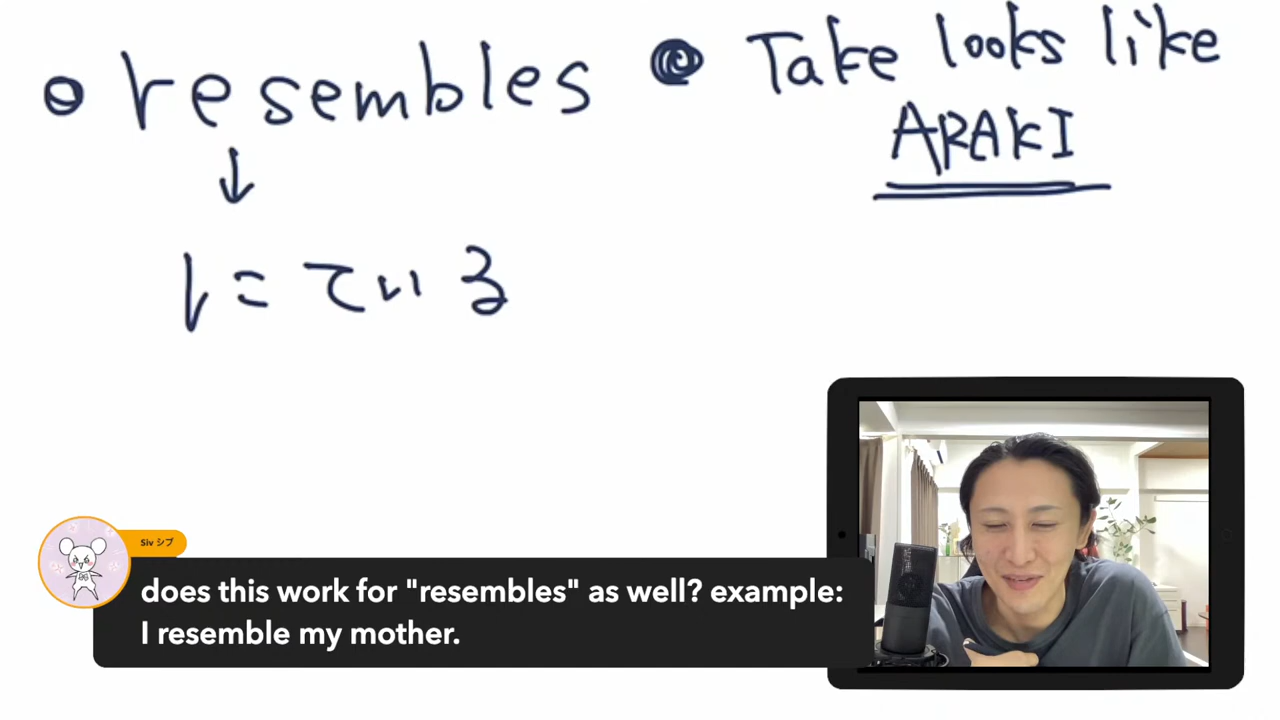 resembles
↓
にている
Take looks like
ARAKI
Siv シブ
does this work for "resembles" as well? example:
I resemble my mother.